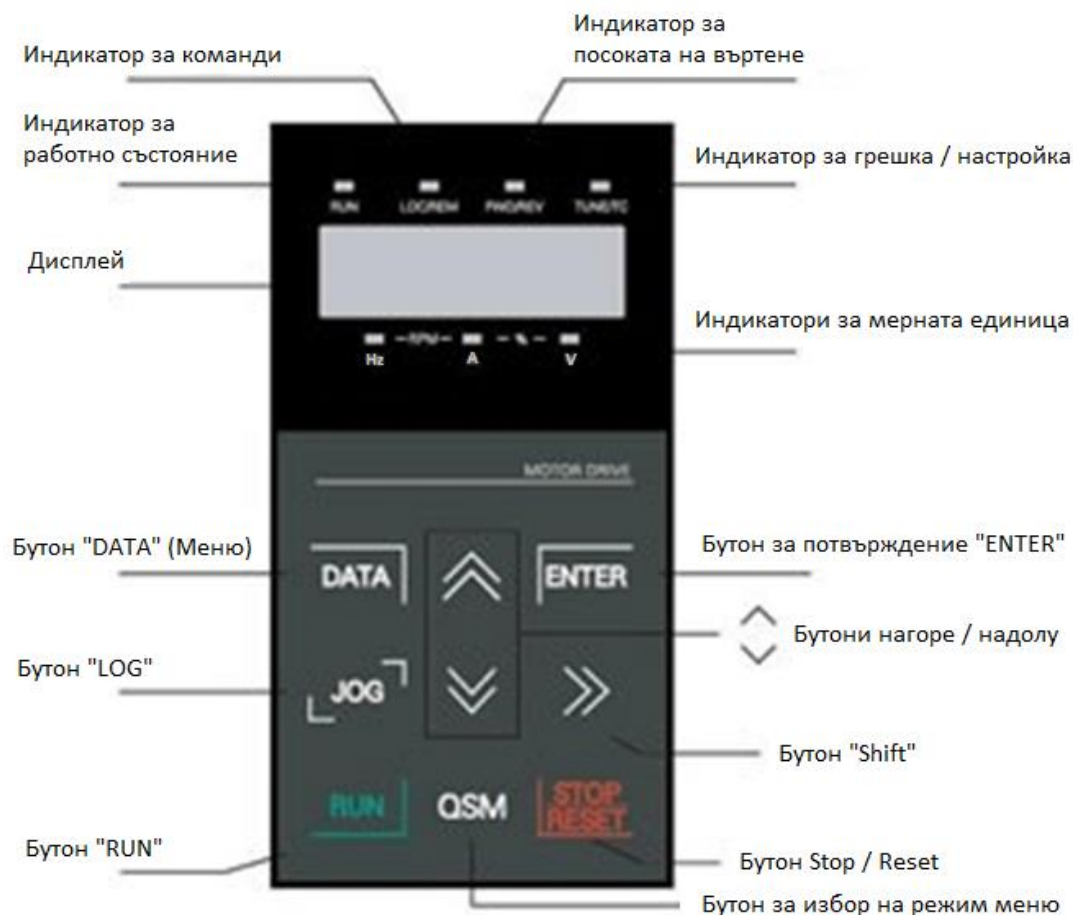 Индикатор за
посоката на въртене
Индикатор за команди
Индикатор за
работно състояние
Индикатор за грешка / настройка
RUN LOC/REM FWD/REV TUNE/TC
Дисплей
Индикатори за мерната единица
RPM %
Hz A V
MOTOR DRIVE
Бутон "DATA" (Меню)
DATA
ENTER
Бутон за потвърждение "ENTER"
Бутони нагоре / надолу
Бутон "LOG"
JOG
Бутон "Shift"
RUN
QSM
STOP
RESET
Бутон "RUN"
Бутон Stop / Reset
Бутон за избор на режим меню